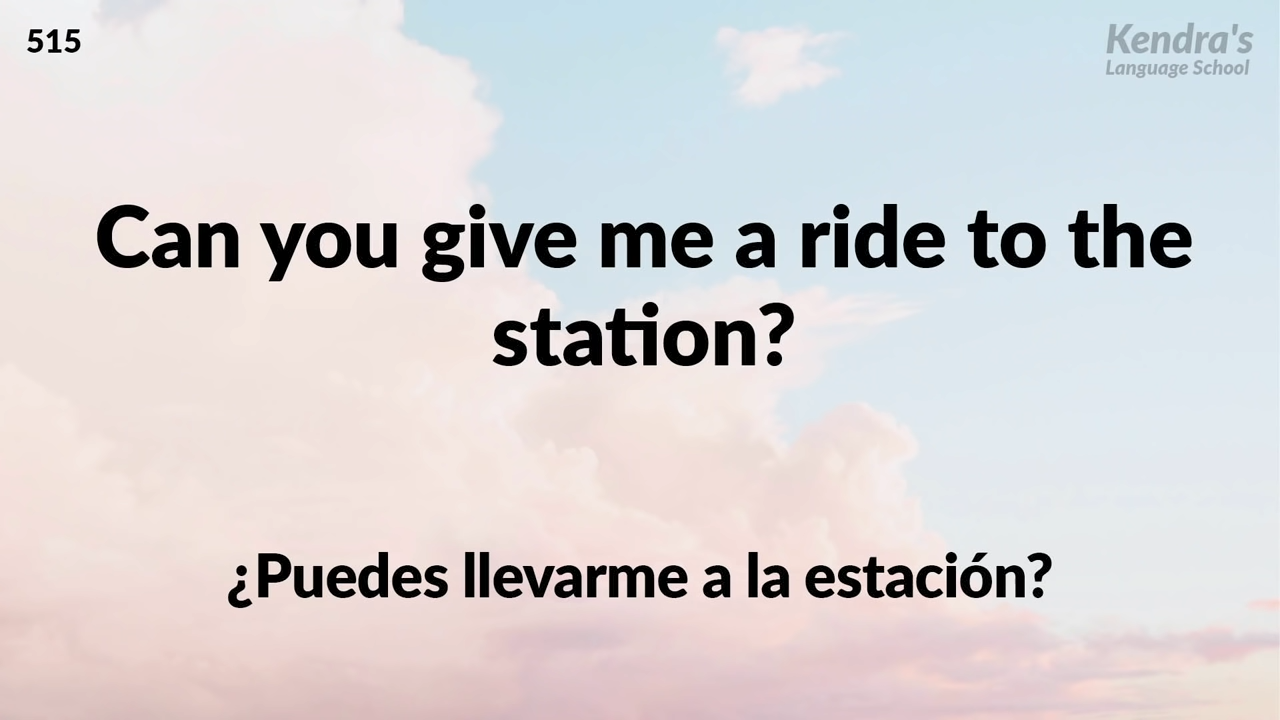 515
Kendra's
Language School
Can you give me a ride to the
station?
¿Puedes llevarme a la estación?